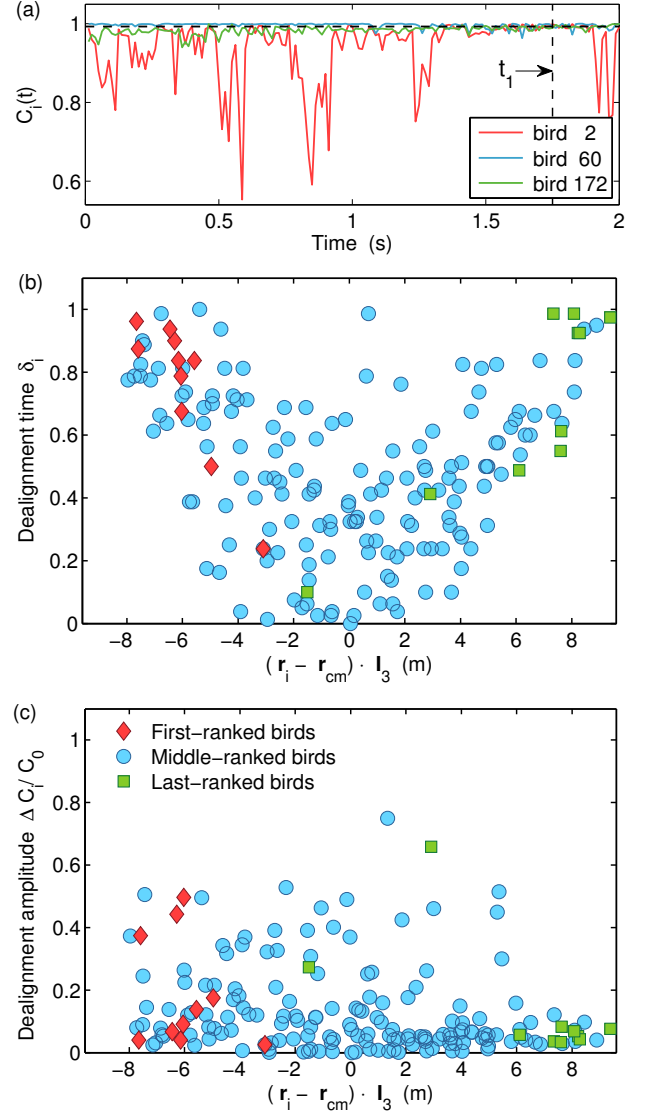 (a)
C_i(t)
1
0.8
0.6
t_1
bird 2
bird 60
bird 172
0 0.5 1 1.5 2
Time (s)
(b)
Dealignment time δ_i
1
0.8
0.6
0.4
0.2
0
−8 −6 −4 −2 0 2 4 6 8
( r_i − r_cm) · I_3 (m)
(c)
Dealignment amplitude Δ C_i/ C_0
1
0.8
0.6
0.4
0.2
0
First−ranked birds
Middle−ranked birds
Last−ranked birds
−8 −6 −4 −2 0 2 4 6 8
( r_i − r_cm) · I_3 (m)